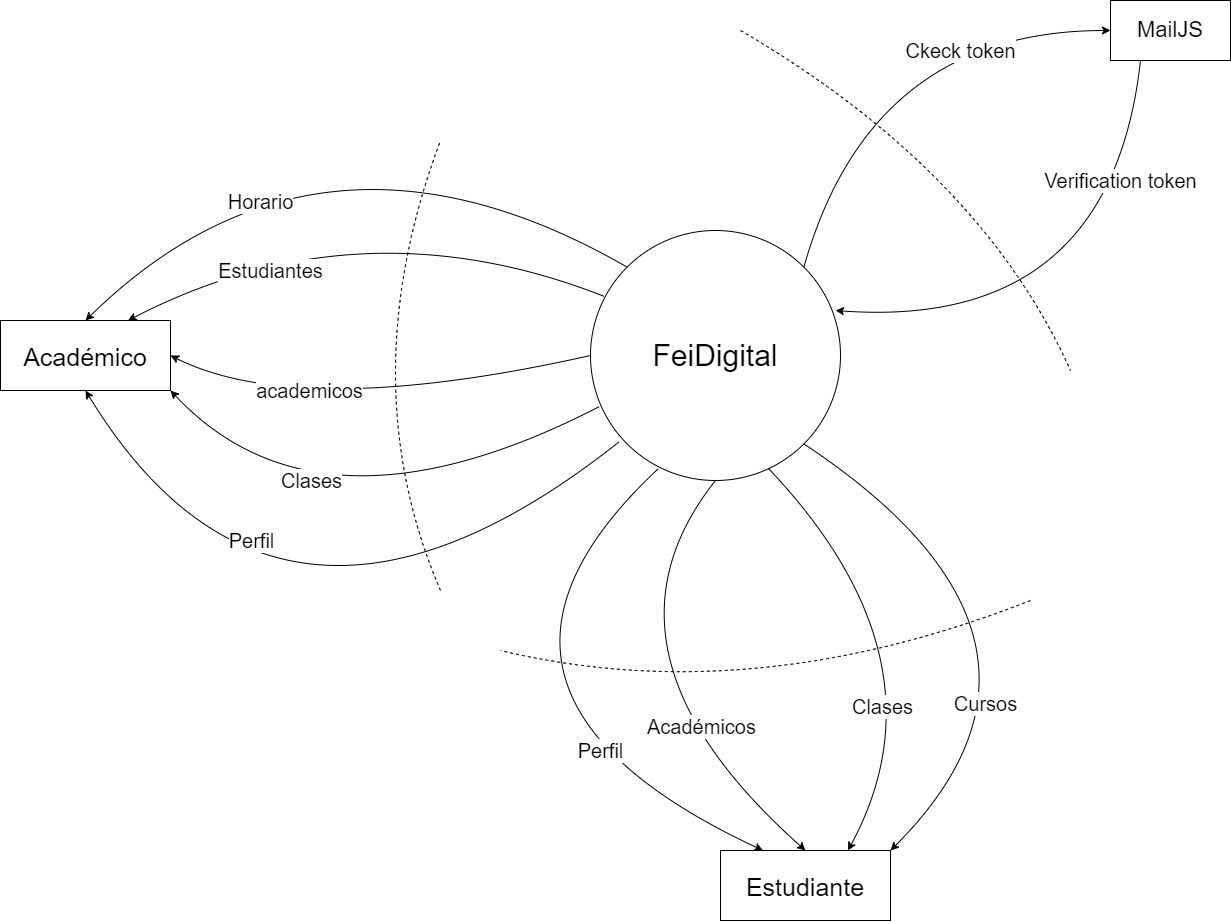 MailJS
Ckeck token
Verification token
Horario
Estudiantes
Académico
FeiDigital
academicos
Clases
Perfil
Clases
Cursos
Académicos
Perfil
Estudiante